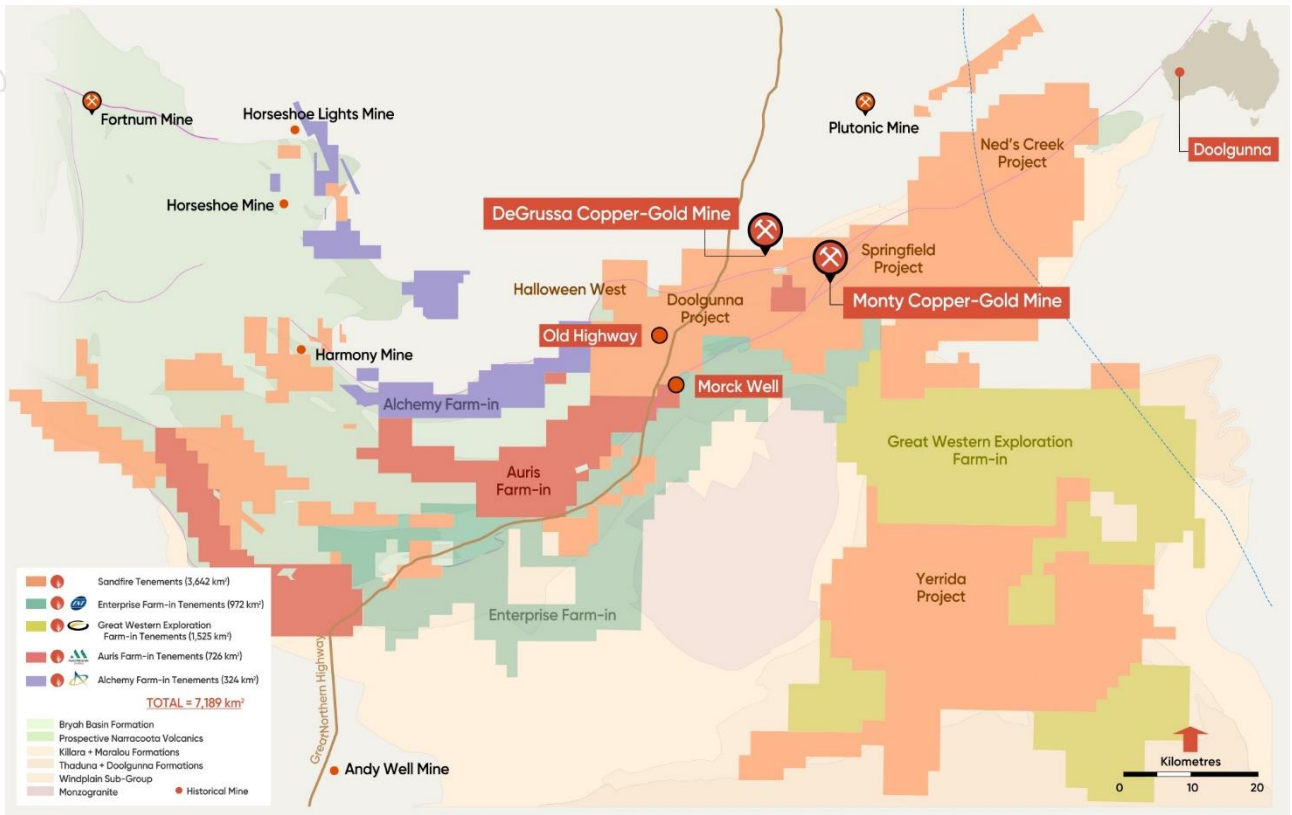 Fortnum Mine
Horseshoe Lights Mine
Plutonic Mine
Ned's Creek
Project
Doolgunna
Horseshoe Mine
DeGrussa Copper-Gold Mine
Springfield
Project
Halloween West
Doolgunna
Project
Monty Copper-Gold Mine
Old Highway
Harmony Mine
Morck Well
Alchemy Farm-in
Great Western Exploration
Farm-in
Auris
Farm-in
Yerrida
Project
Enterprise Farm-in
Great Northern Highway
Andy Well Mine
Sandfire Tenements (3,642 km²)
Enterprise Farm-in Tenements (972 km²)
Great Western Exploration
Farm-in Tenements (1,525 km²)
Auris Farm-in Tenements (726 km²)
Alchemy Farm-in Tenements (324 km²)
TOTAL = 7,189 km²
Bryah Basin Formation
Prospective Narracoota Volcanics
Killara + Maralou Formations
Thaduna + Doolgunna Formations
Windplain Sub-Group
Monzogranite
Historical Mine
Kilometres
0 10 20